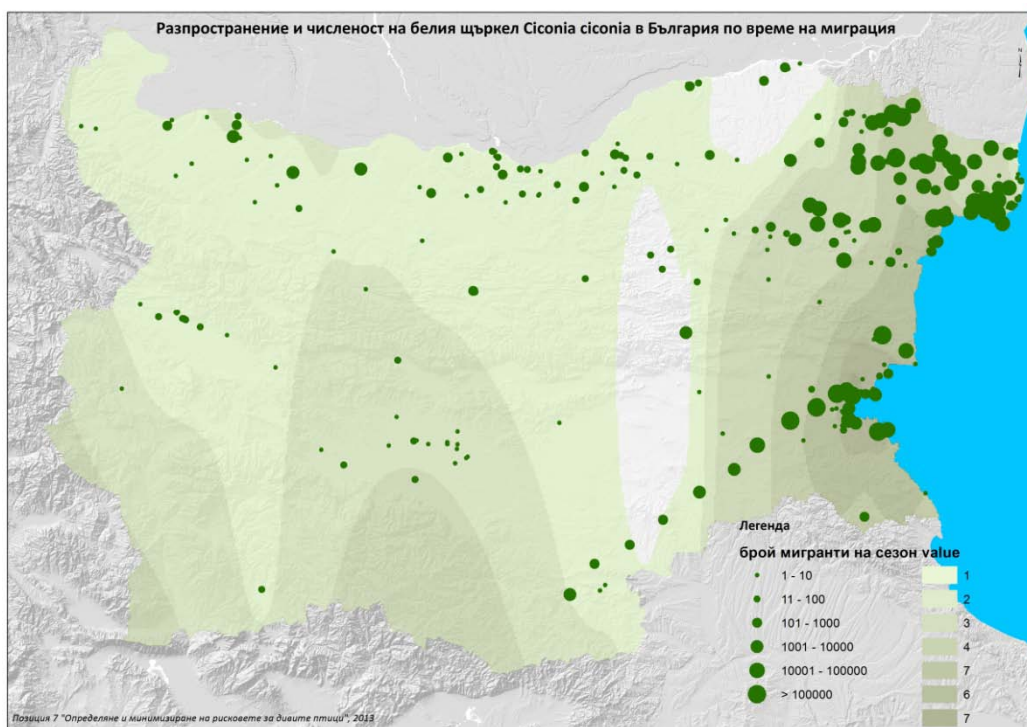 Разпространение и численост на белия щъркел Ciconia ciconia в България по време на миграция
Легенда
брой мигранти на сезон value
1 - 10
11 - 100
101 - 1000
1001 - 10000
10001 - 100000
> 100000
1
2
3
4
7
6
7
Позиция 7 "Определяне и минимизиране на рисковете за дивите птици", 2013